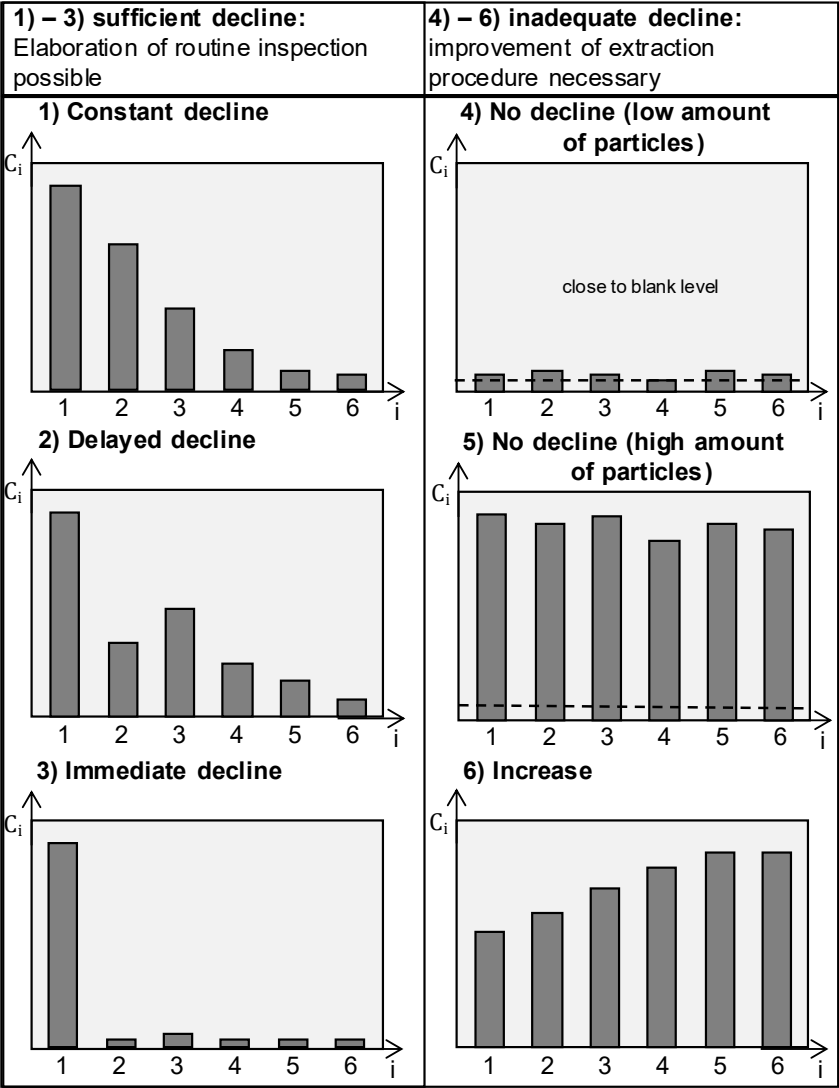 1) – 3) sufficient decline:
Elaboration of routine inspection
possible
4) – 6) inadequate decline:
improvement of extraction
procedure necessary
1) Constant decline
Cᵢ
1 2 3 4 5 6 i
4) No decline (low amount
of particles)
Cᵢ
close to blank level
1 2 3 4 5 6 i
2) Delayed decline
Cᵢ
1 2 3 4 5 6 i
5) No decline (high amount
of particles)
Cᵢ
1 2 3 4 5 6 i
3) Immediate decline
Cᵢ
1 2 3 4 5 6 i
6) Increase
Cᵢ
1 2 3 4 5 6 i